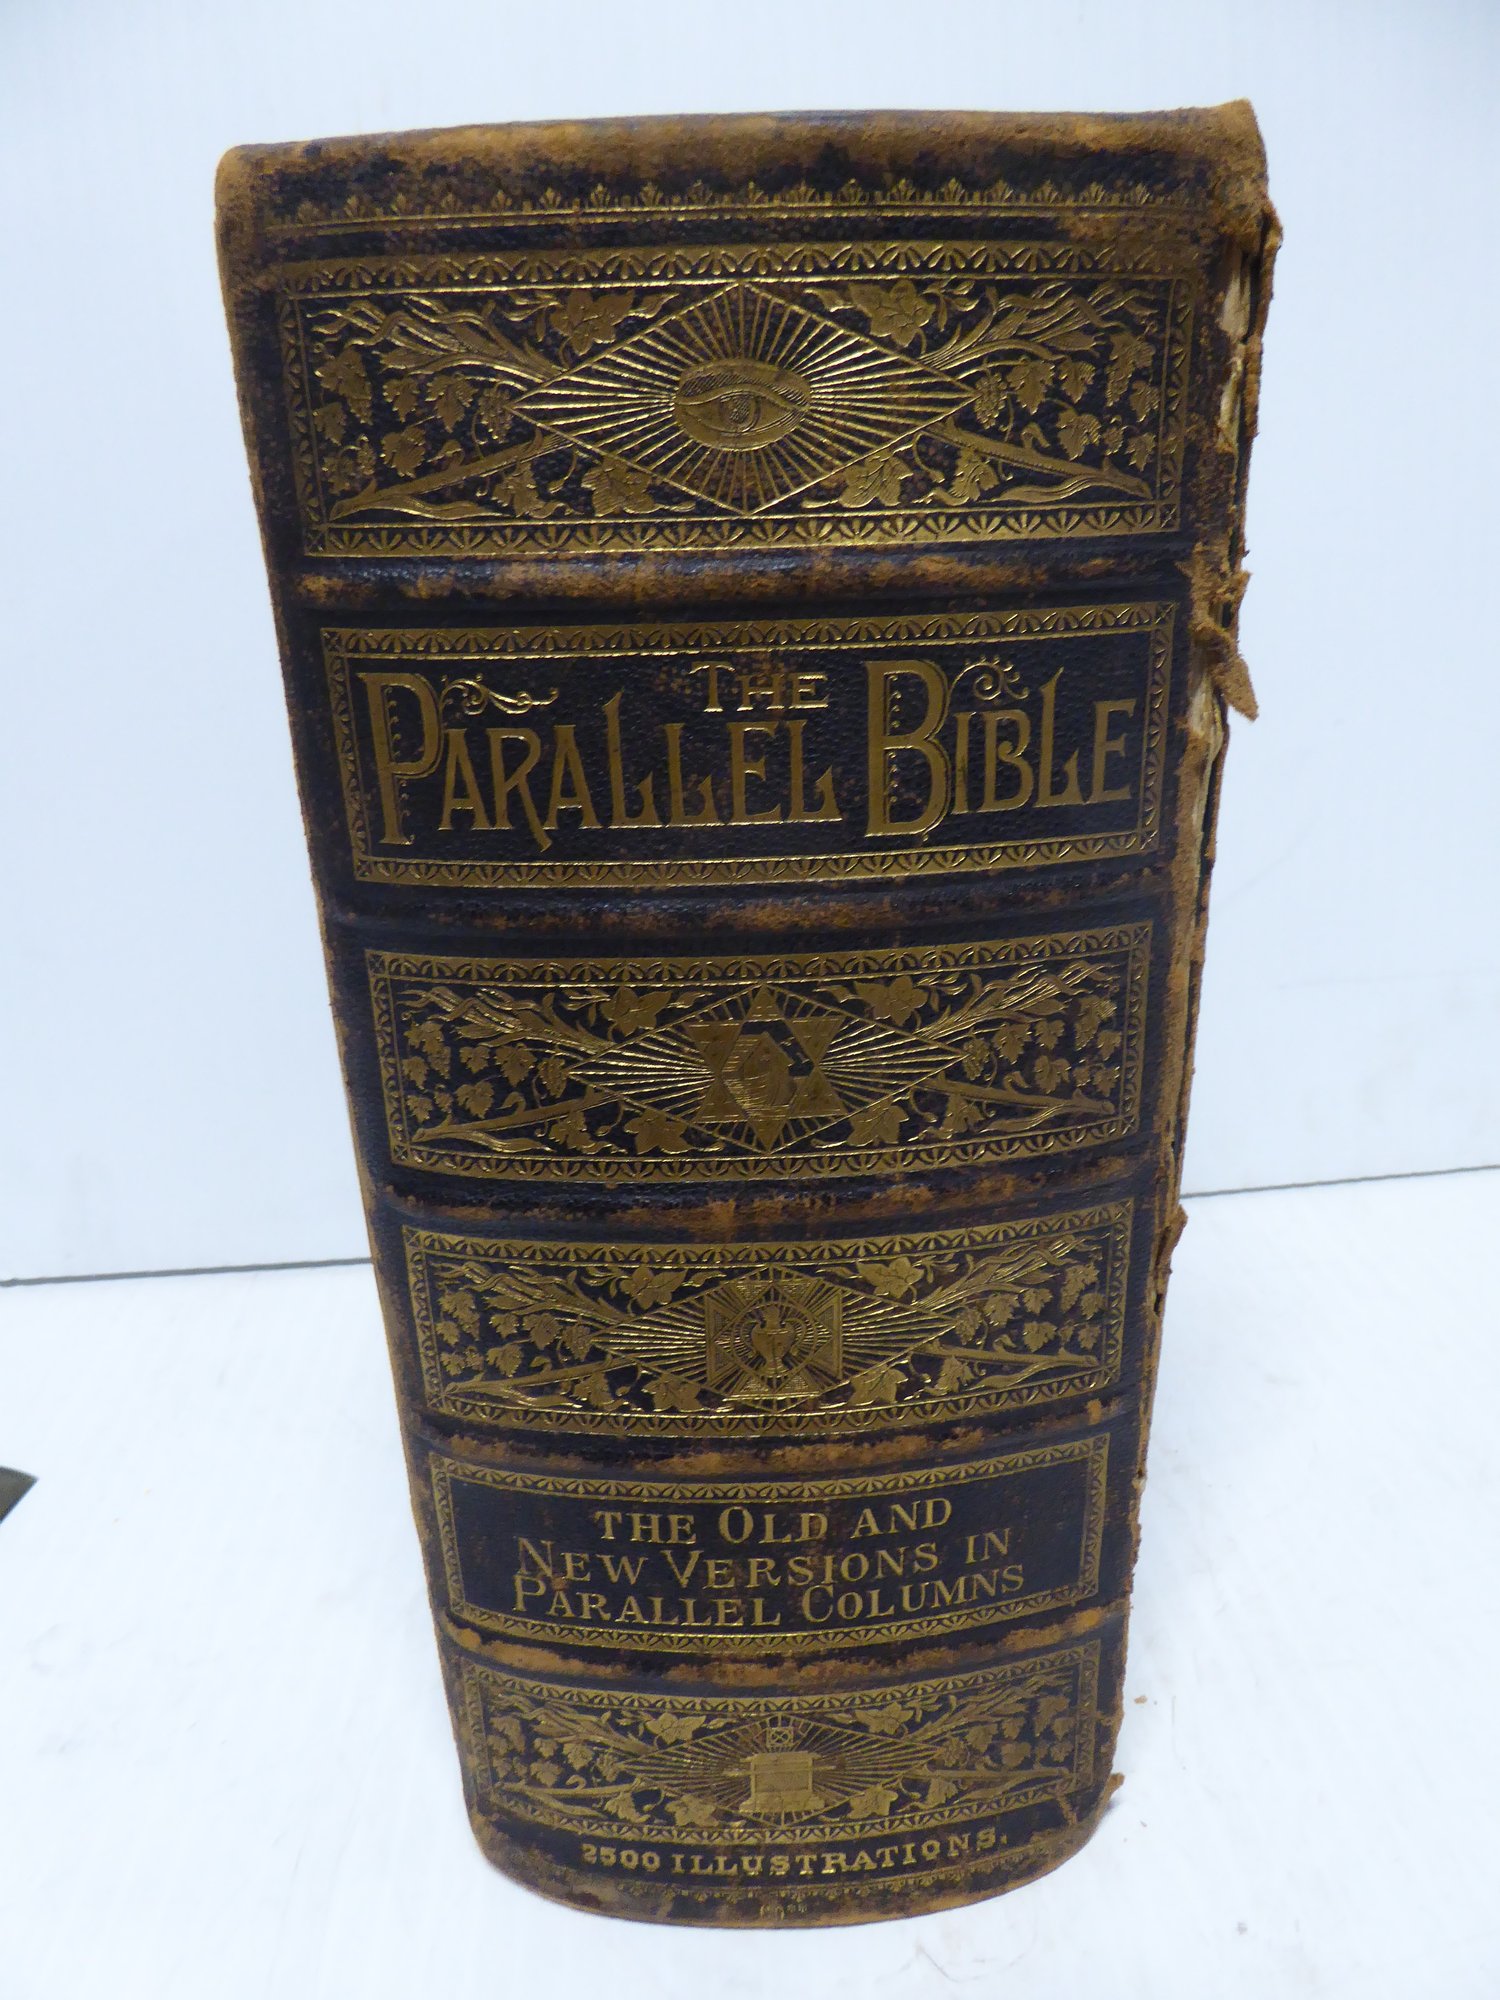 THE
PARALLEL BIBLE
THE OLD AND
NEW VERSIONS IN
PARALLEL COLUMNS
2500 ILLUSTRATIONS.